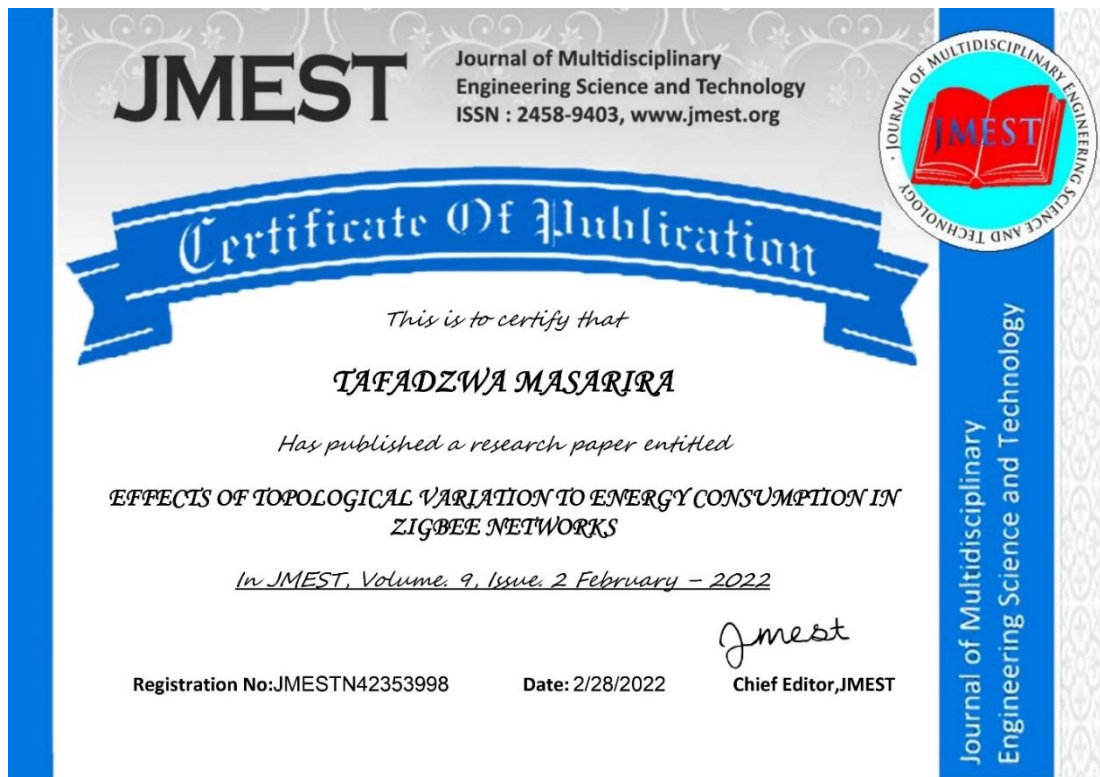 JMEST
Journal of Multidisciplinary
Engineering Science and Technology
ISSN : 2458-9403, www.jmest.org
JOURNAL OF MULTIDISCIPLINARY ENGINEERING SCIENCE AND TECHNOLOGY
JMEST
Certificate Of Publication
This is to certify that
TAFADZWA MASARIRA
Has published a research paper entitled
EFFECTS OF TOPOLOGICAL VARIATION TO ENERGY CONSUMPTION IN
ZIGBEE NETWORKS
In JMEST, Volume. 9, Issue. 2 February – 2022
Jmest
Registration No:JMESTN42353998
Date: 2/28/2022
Chief Editor,JMEST
Journal of Multidisciplinary
Engineering Science and Technology